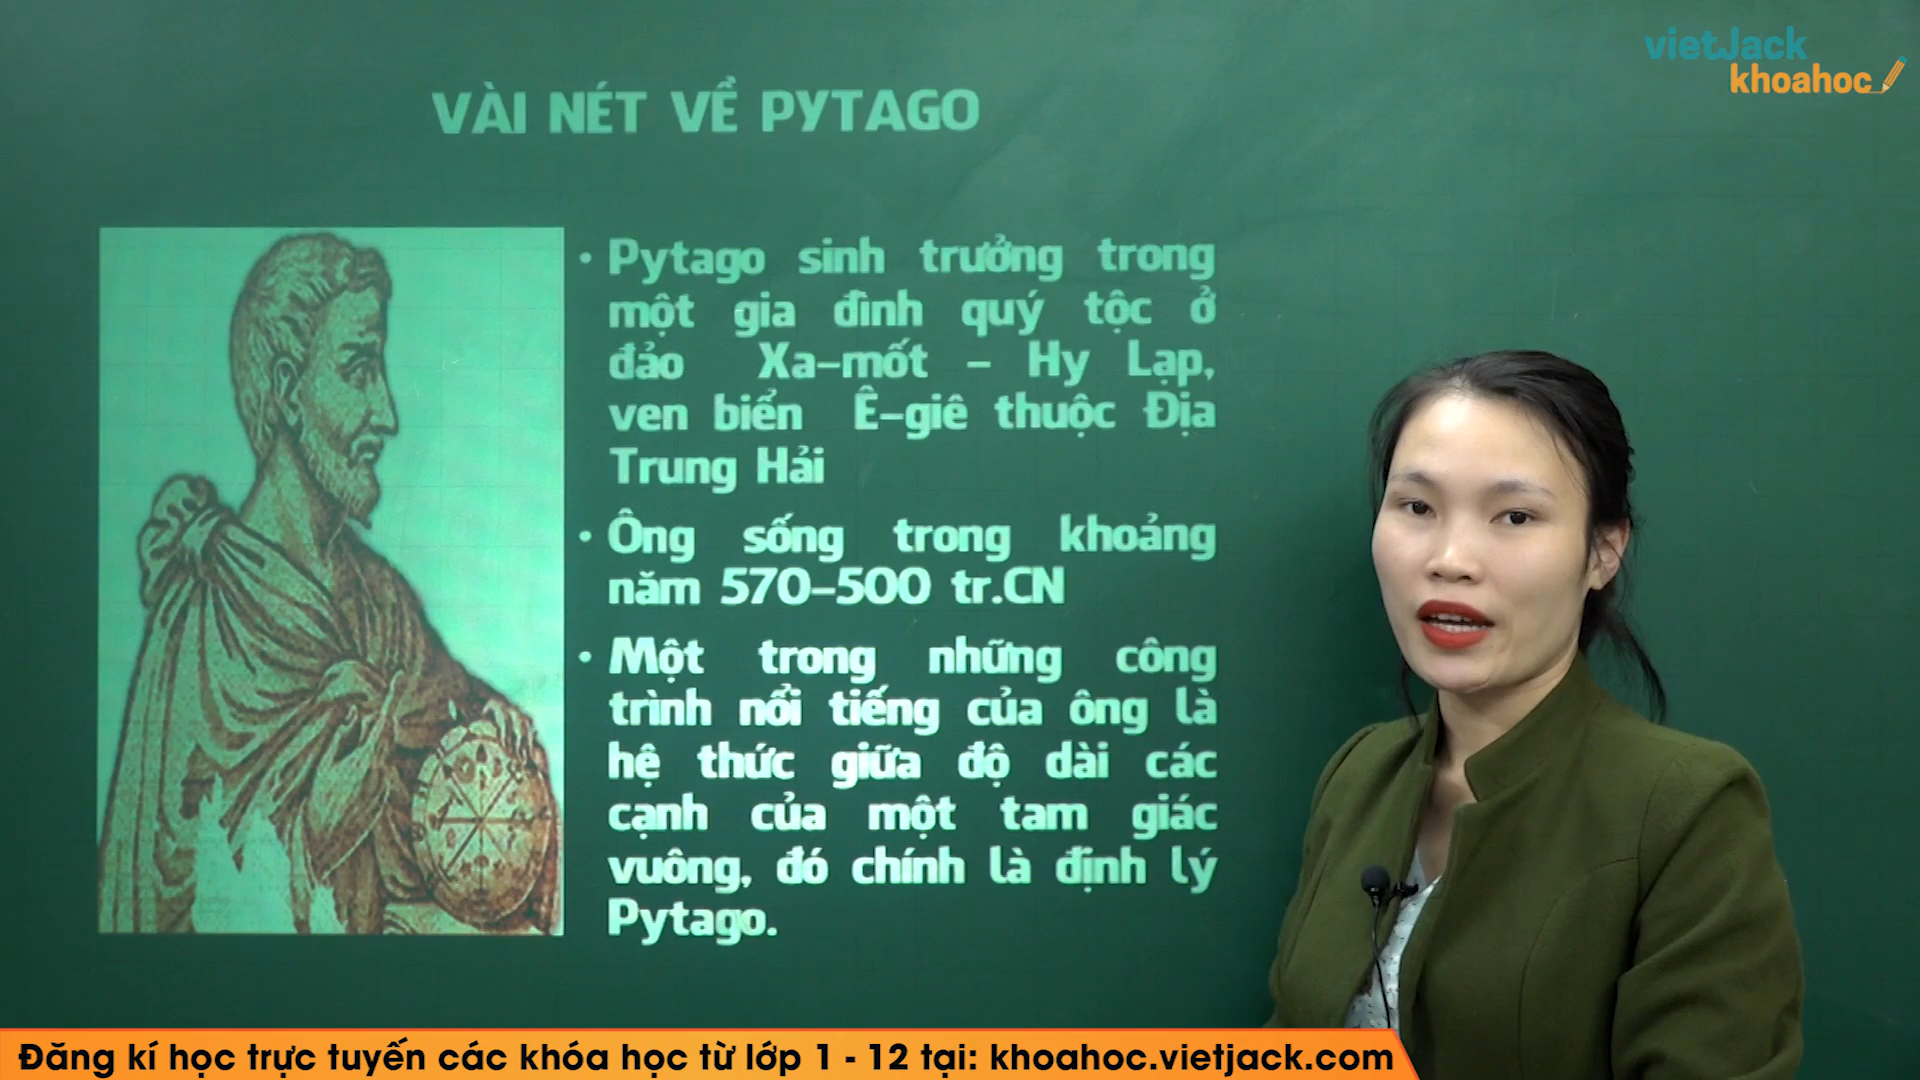 vietJack
khoahoc
VÀI NÉT VỀ PYTAGO
• Pytago sinh trưởng trong
một gia đình quý tộc ở
đảo Xa-mốt - Hy Lạp,
ven biển Ê-giê thuộc Địa
Trung Hải
• Ông sống trong khoảng
năm 570-500 tr.CN
• Một trong những công
trình nổi tiếng của ông là
hệ thức giữa độ dài các
cạnh của một tam giác
vuông, đó chính là định lý
Pytago.
Đăng kí học trực tuyến các khóa học từ lớp 1 - 12 tại: khoahoc.vietjack.com